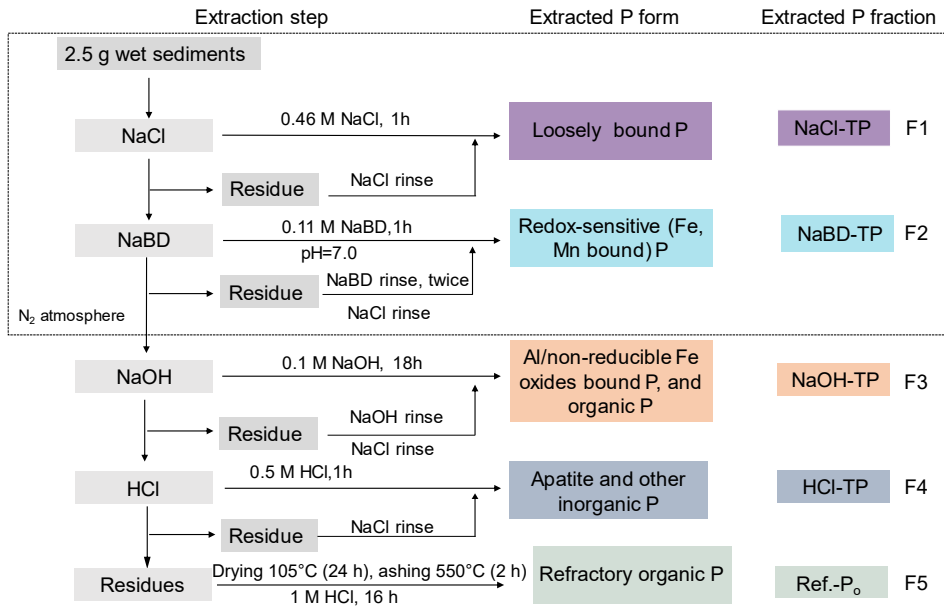 Extraction step Extracted P form Extracted P fraction
2.5 g wet sediments
NaCl 0.46 M NaCl, 1h Loosely bound P NaCl-TP F1
Residue NaCl rinse
NaBD 0.11 M NaBD,1h Redox-sensitive (Fe, NaBD-TP F2
pH=7.0 Mn bound) P
Residue NaBD rinse, twice
N₂ atmosphere NaCl rinse
NaOH 0.1 M NaOH, 18h Al/non-reducible Fe NaOH-TP F3
oxides bound P, and
organic P
Residue NaOH rinse
NaCl rinse
HCl 0.5 M HCl,1h Apatite and other HCl-TP F4
inorganic P
Residue NaCl rinse
Residues Drying 105°C (24 h), ashing 550°C (2 h) Refractory organic P Ref.-Pₒ F5
1 M HCl, 16 h